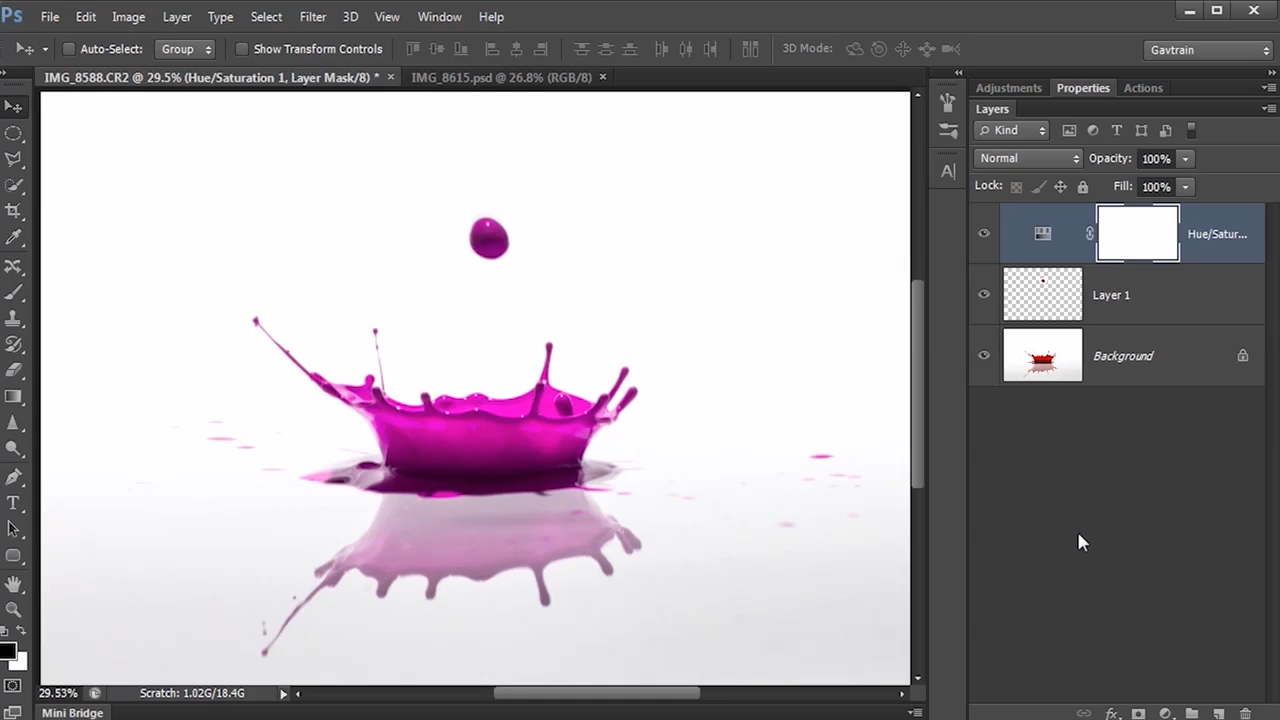 Ps File Edit Image Layer Type Select Filter 3D View Window Help
Auto-Select: Group Show Transform Controls 3D Mode: Gavtrain
IMG_8588.CR2 @ 29.5% (Hue/Saturation 1, Layer Mask/8) * × IMG_8615.psd @ 26.8% (RGB/8) ×
Adjustments Properties Actions
Layers
Kind T
Normal Opacity: 100%
Lock: Fill: 100%
A
Hue/Satur...
Layer 1
Background
T
29.53% Scratch: 1.02G/18.4G
Mini Bridge
fx